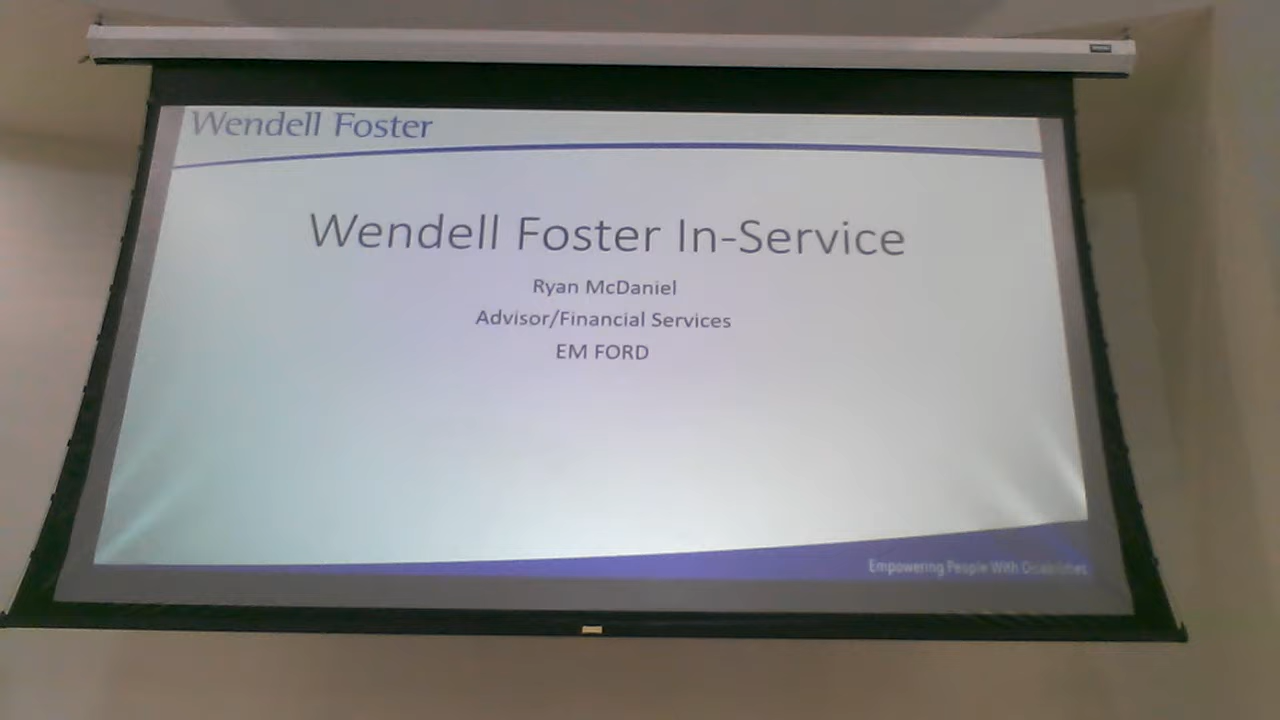 Wendell Foster
Wendell Foster In-Service
Ryan McDaniel
Advisor/Financial Services
EM FORD
Empowering People With Disabilities